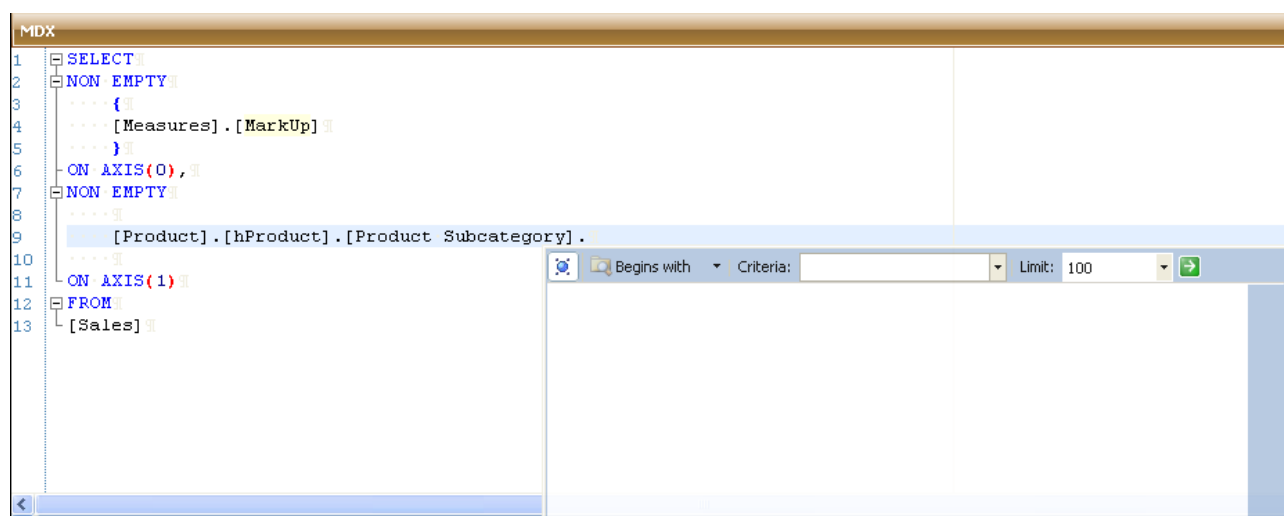 MDX
1 SELECT
2 NON EMPTY
3 {
4 [Measures].[MarkUp]
5 }
6 ON AXIS(0),
7 NON EMPTY
8
9 [Product].[hProduct].[Product Subcategory].
10
11 ON AXIS(1)
12 FROM
13 [Sales]
Begins with Criteria: Limit: 100